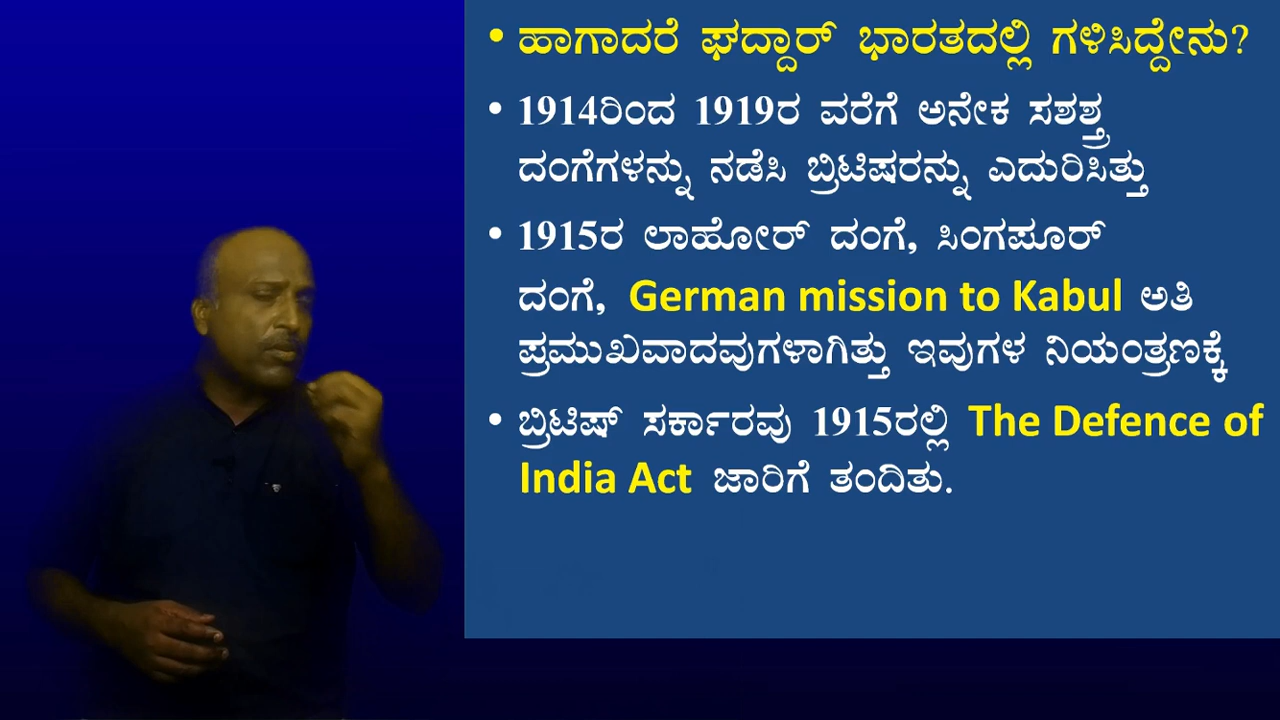 • ಹಾಗಾದರೆ ಘದ್ದಾರ್ ಭಾರತದಲ್ಲಿ ಗಳಿಸಿದ್ದೇನು?
• 1914ರಿಂದ 1919ರ ವರೆಗೆ ಅನೇಕ ಸಶಶ್ತ್ರ
ದಂಗೆಗಳನ್ನು ನಡೆಸಿ ಬ್ರಿಟಿಷರನ್ನು ಎದುರಿಸಿತ್ತು
• 1915ರ ಲಾಹೋರ್ ದಂಗೆ, ಸಿಂಗಪೂರ್
ದಂಗೆ, German mission to Kabul ಅತಿ
ಪ್ರಮುಖವಾದವುಗಳಾಗಿತ್ತು ಇವುಗಳ ನಿಯಂತ್ರಣಕ್ಕೆ
• ಬ್ರಿಟಿಷ್ ಸರ್ಕಾರವು 1915ರಲ್ಲಿ The Defence of
India Act ಜಾರಿಗೆ ತಂದಿತು.